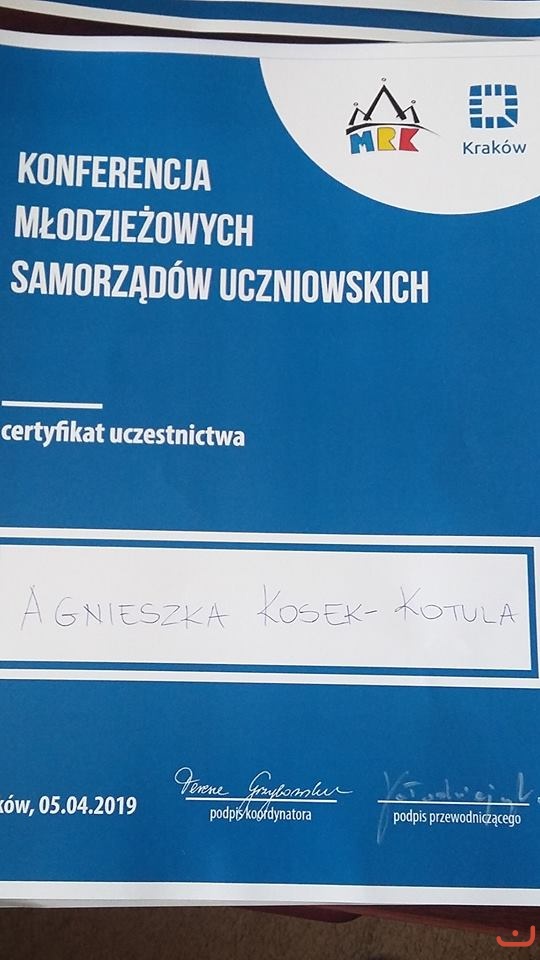 MRK
Kraków
KONFERENCJA
MŁODZIEŻOWYCH
SAMORZĄDÓW UCZNIOWSKICH
certyfikat uczestnictwa
AGNIESZKA KOSEK-KOTULA
ków, 05.04.2019
podpis koordynatora
podpis przewodniczącego